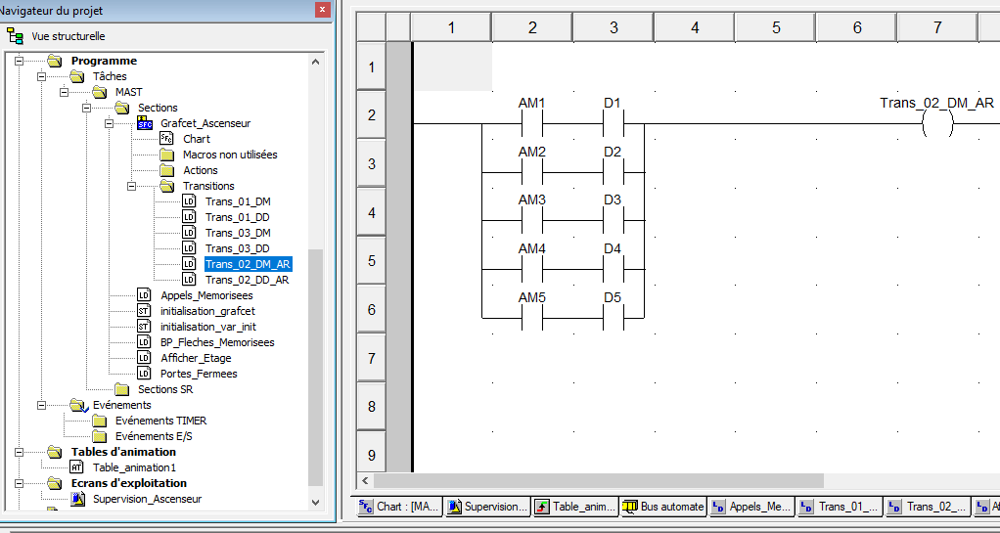 Navigateur du projet
Vue structurelle
Programme
Tâches
MAST
Sections
Grafcet_Ascenseur
Chart
Macros non utilisées
Actions
Transitions
Trans_01_DM
Trans_01_DD
Trans_03_DM
Trans_03_DD
Trans_02_DM_AR
Trans_02_DD_AR
Appels_Memorisees
initialisation_grafcet
initialisation_var_init
BP_Fleches_Memorisees
Afficher_Etage
Portes_Fermees
Sections SR
Evénements
Evénements TIMER
Evénements E/S
Tables d'animation
Table_animation1
Ecrans d'exploitation
Supervision_Ascenseur
1 2 3 4 5 6 7
1
2 AM1 D1 Trans_02_DM_AR
3 AM2 D2
4 AM3 D3
5 AM4 D4
6 AM5 D5
7
8
9
Chart : [MA... Supervision... Table_anim... Bus automate Appels_Me... Trans_01_... Trans_02_...